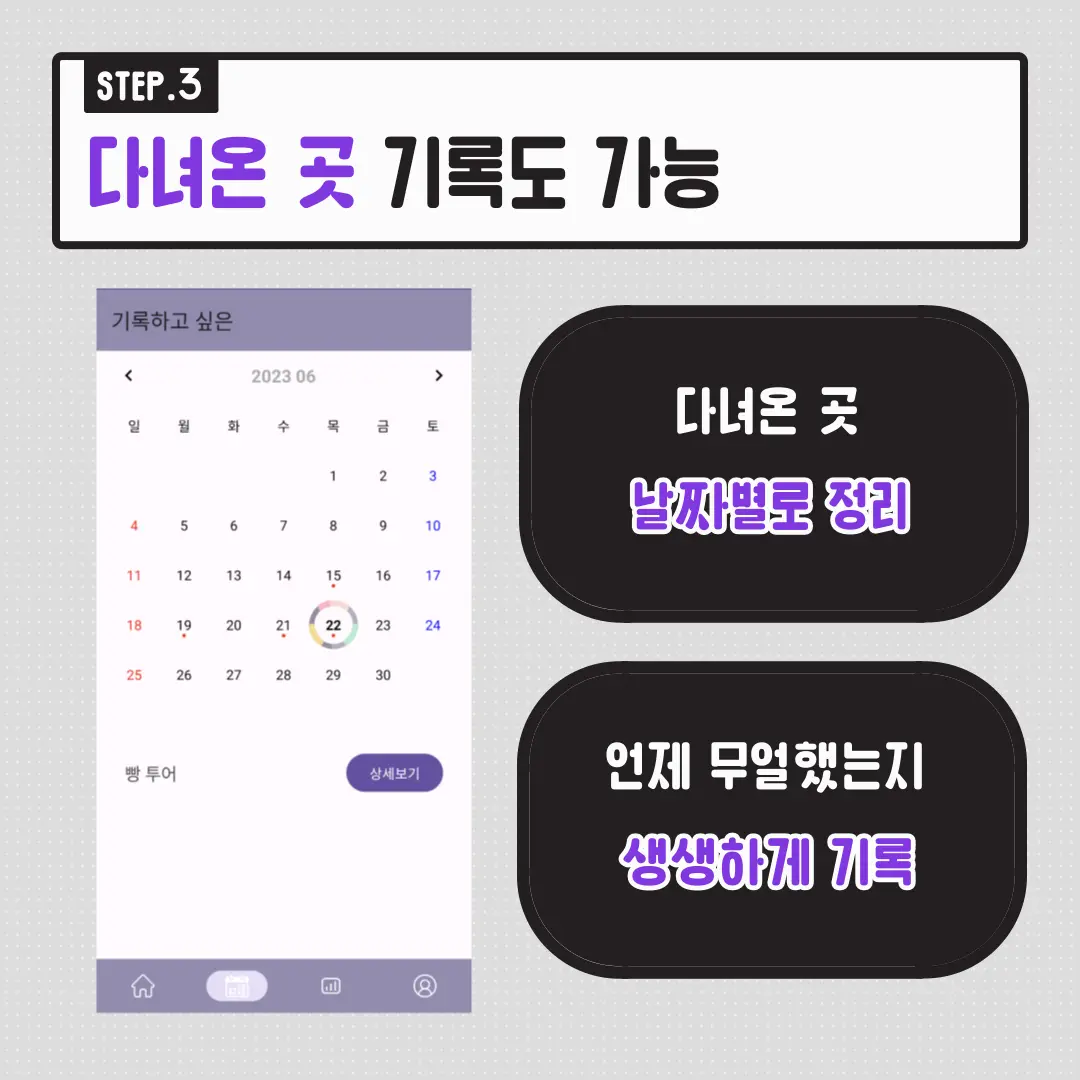 STEP.3
다녀온 곳 기록도 가능
기록하고 싶은
2023 06
일 월 화 수 목 금 토
1 2 3
4 5 6 7 8 9 10
11 12 13 14 15 16 17
18 19 20 21 22 23 24
25 26 27 28 29 30
빵 투어
상세보기
다녀온 곳
날짜별로 정리
언제 무얼했는지
생생하게 기록